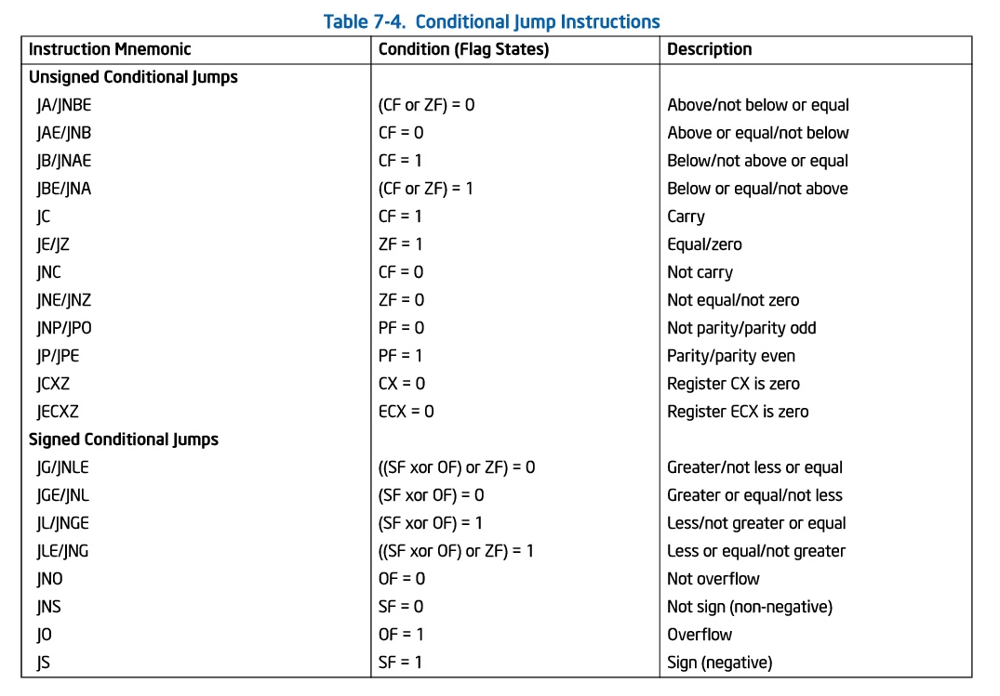 Table 7-4. Conditional Jump Instructions
Instruction Mnemonic Condition (Flag States) Description
Unsigned Conditional Jumps
JA/JNBE (CF or ZF) = 0 Above/not below or equal
JAE/JNB CF = 0 Above or equal/not below
JB/JNAE CF = 1 Below/not above or equal
JBE/JNA (CF or ZF) = 1 Below or equal/not above
JC CF = 1 Carry
JE/JZ ZF = 1 Equal/zero
JNC CF = 0 Not carry
JNE/JNZ ZF = 0 Not equal/not zero
JNP/JPO PF = 0 Not parity/parity odd
JP/JPE PF = 1 Parity/parity even
JCXZ CX = 0 Register CX is zero
JECXZ ECX = 0 Register ECX is zero
Signed Conditional Jumps
JG/JNLE ((SF xor OF) or ZF) = 0 Greater/not less or equal
JGE/JNL (SF xor OF) = 0 Greater or equal/not less
JL/JNGE (SF xor OF) = 1 Less/not greater or equal
JLE/JNG ((SF xor OF) or ZF) = 1 Less or equal/not greater
JNO OF = 0 Not overflow
JNS SF = 0 Not sign (non-negative)
JO OF = 1 Overflow
JS SF = 1 Sign (negative)